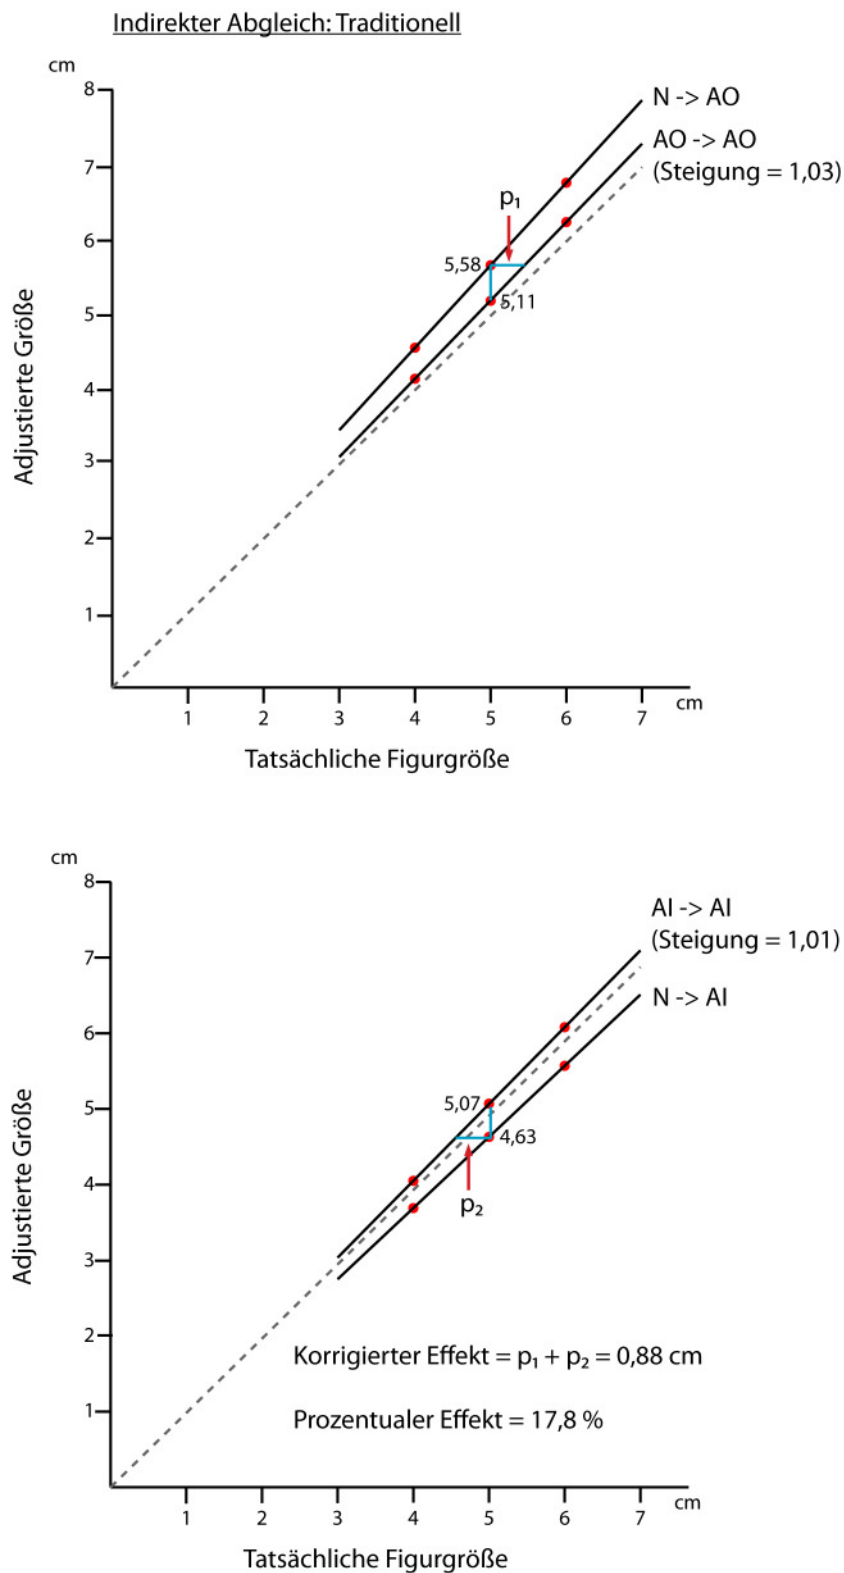 Indirekter Abgleich: Traditionell
cm
8
7
6
5
4
3
2
1
Adjustierte Größe
N -> AO
AO -> AO
(Steigung = 1,03)
p₁
5,58
5,11
1 2 3 4 5 6 7
cm
Tatsächliche Figurgröße
cm
8
7
6
5
4
3
2
1
Adjustierte Größe
AI -> AI
(Steigung = 1,01)
N -> AI
5,07
4,63
p₂
Korrigierter Effekt = p₁ + p₂ = 0,88 cm
Prozentualer Effekt = 17,8 %
1 2 3 4 5 6 7
cm
Tatsächliche Figurgröße